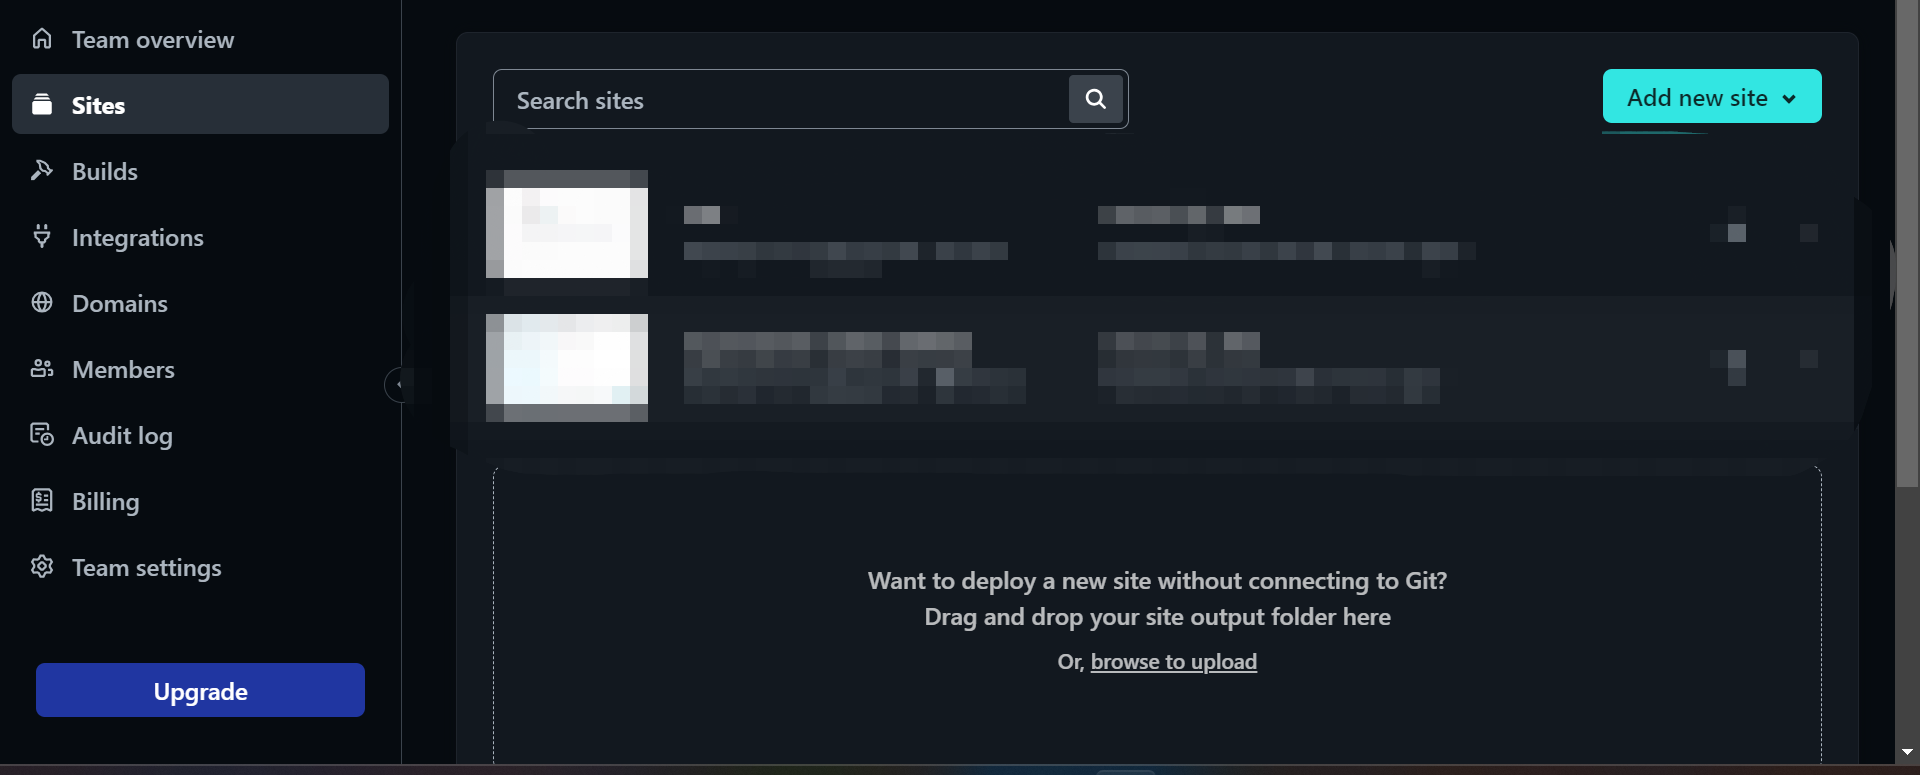 Team overview
Sites
Builds
Integrations
Domains
Members
Audit log
Billing
Team settings
Upgrade
Search sites
Add new site
Want to deploy a new site without connecting to Git?
Drag and drop your site output folder here
Or, browse to upload